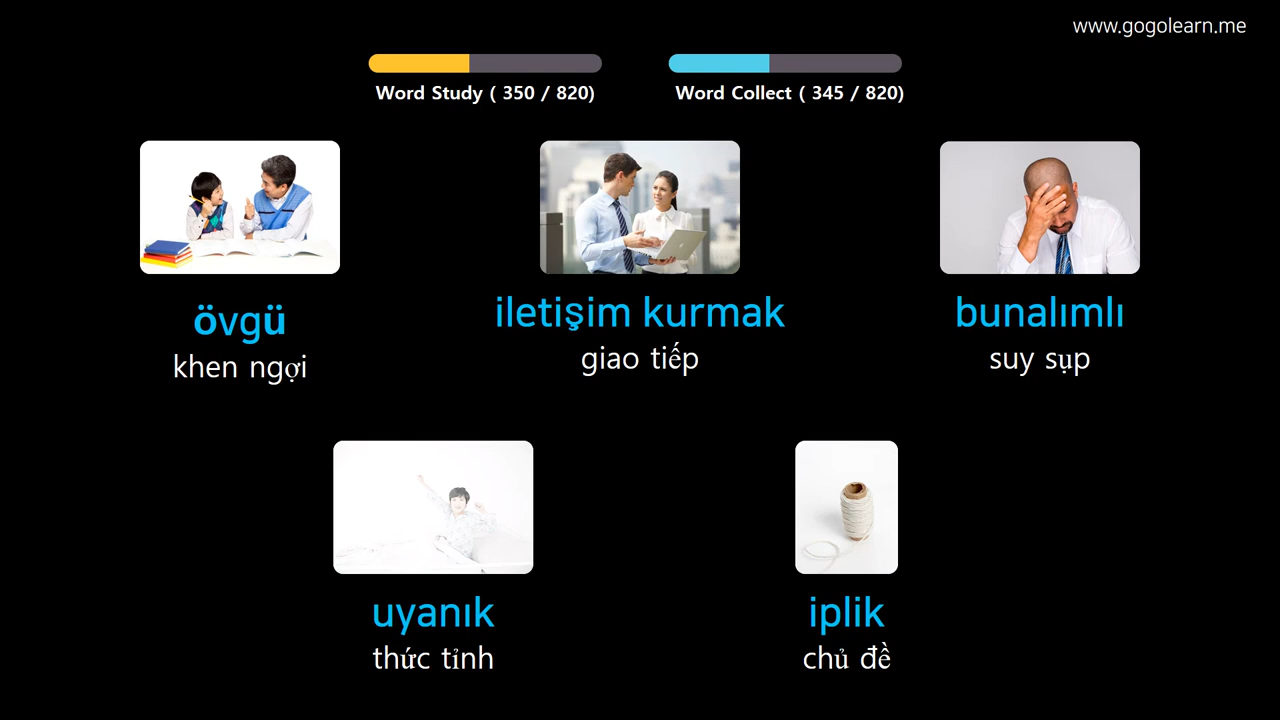 www.gogolearn.me
Word Study ( 350 / 820)
Word Collect ( 345 / 820)
övgü
khen ngợi
iletişim kurmak
giao tiếp
bunalımlı
suy sụp
uyanık
thức tỉnh
iplik
chủ đề